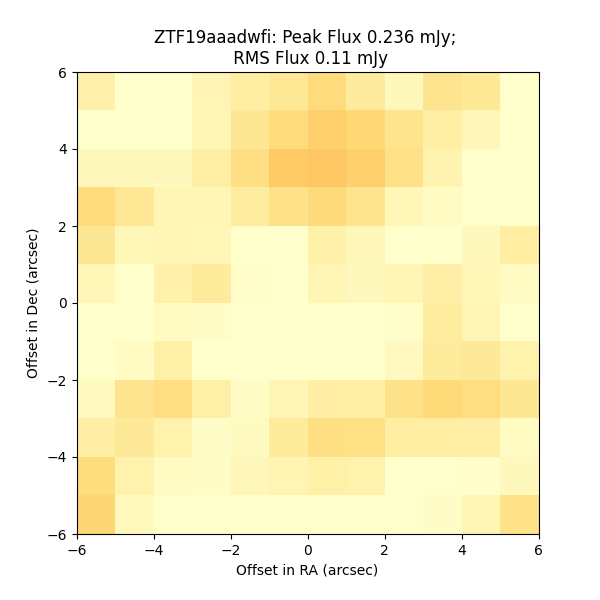 ZTF19aaadwfi: Peak Flux 0.236 mJy;
RMS Flux 0.11 mJy
6
4
2
0
−2
−4
−6
Offset in Dec (arcsec)
−6 −4 −2 0 2 4 6
Offset in RA (arcsec)